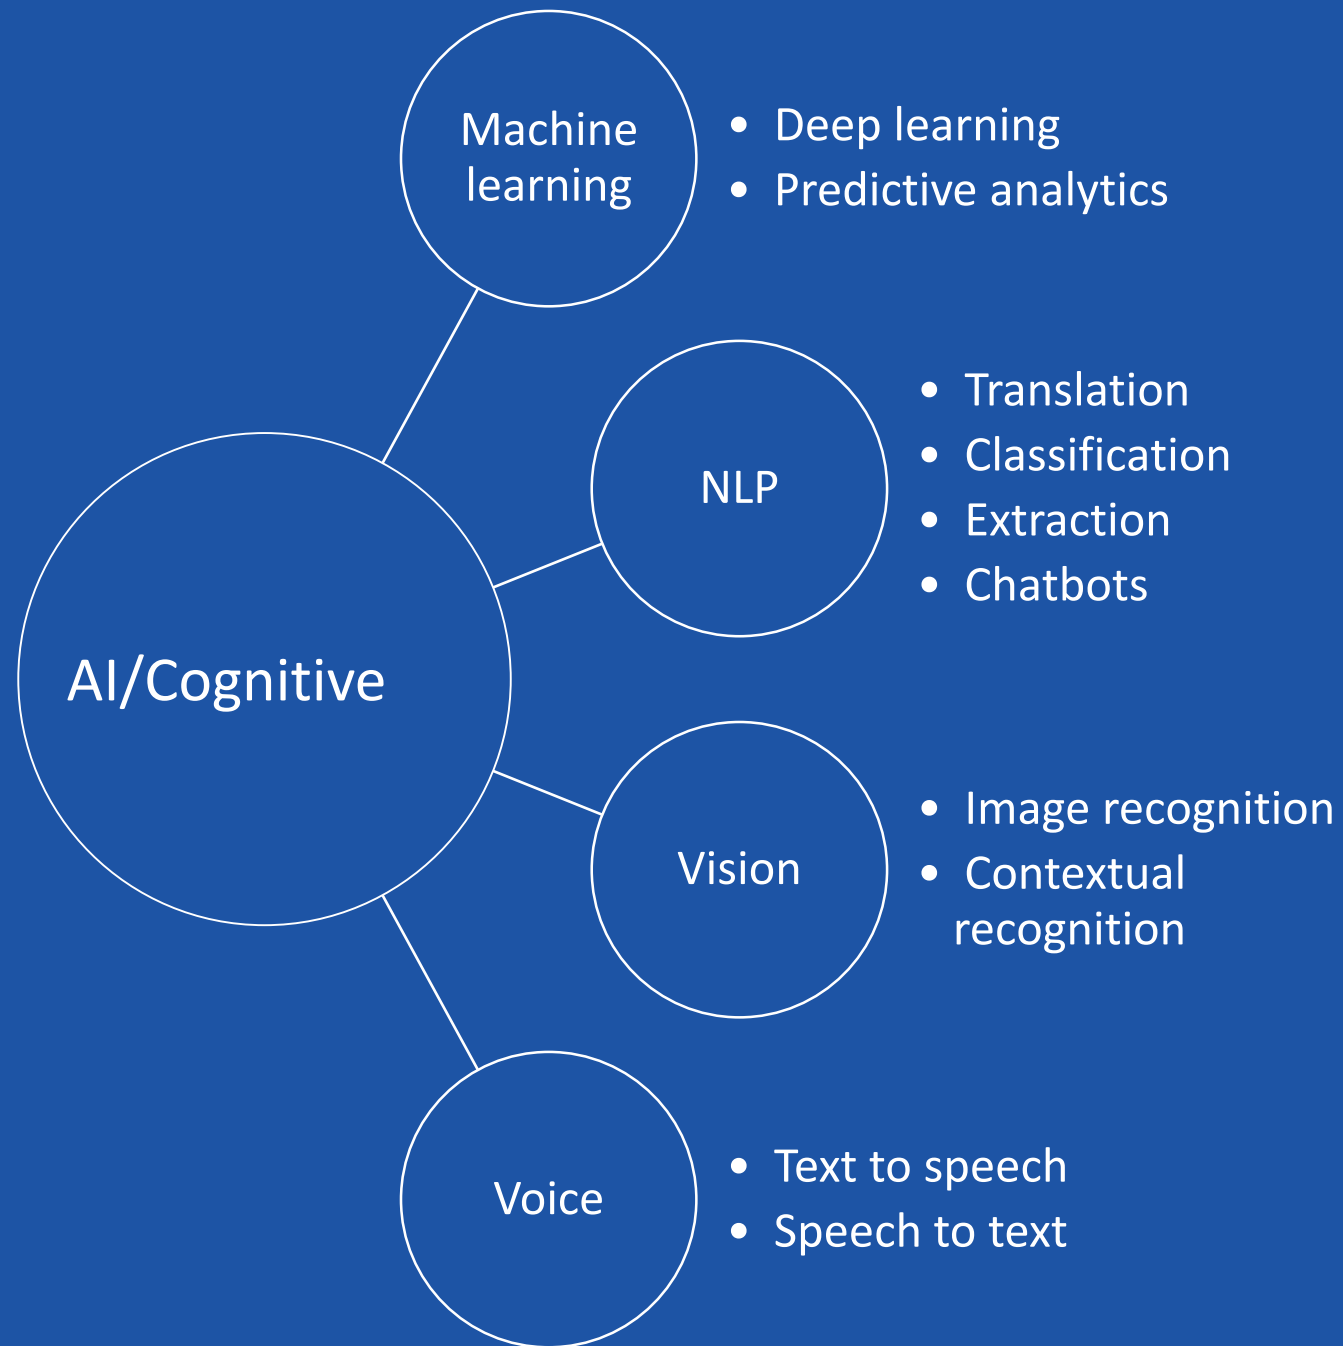 Machine
learning
• Deep learning
• Predictive analytics
NLP
• Translation
• Classification
• Extraction
• Chatbots
AI/Cognitive
Vision
• Image recognition
• Contextual
recognition
Voice
• Text to speech
• Speech to text